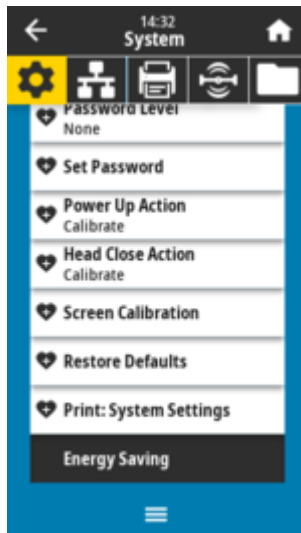 14:32
System
Password Level
None
Set Password
Power Up Action
Calibrate
Head Close Action
Calibrate
Screen Calibration
Restore Defaults
Print: System Settings
Energy Saving